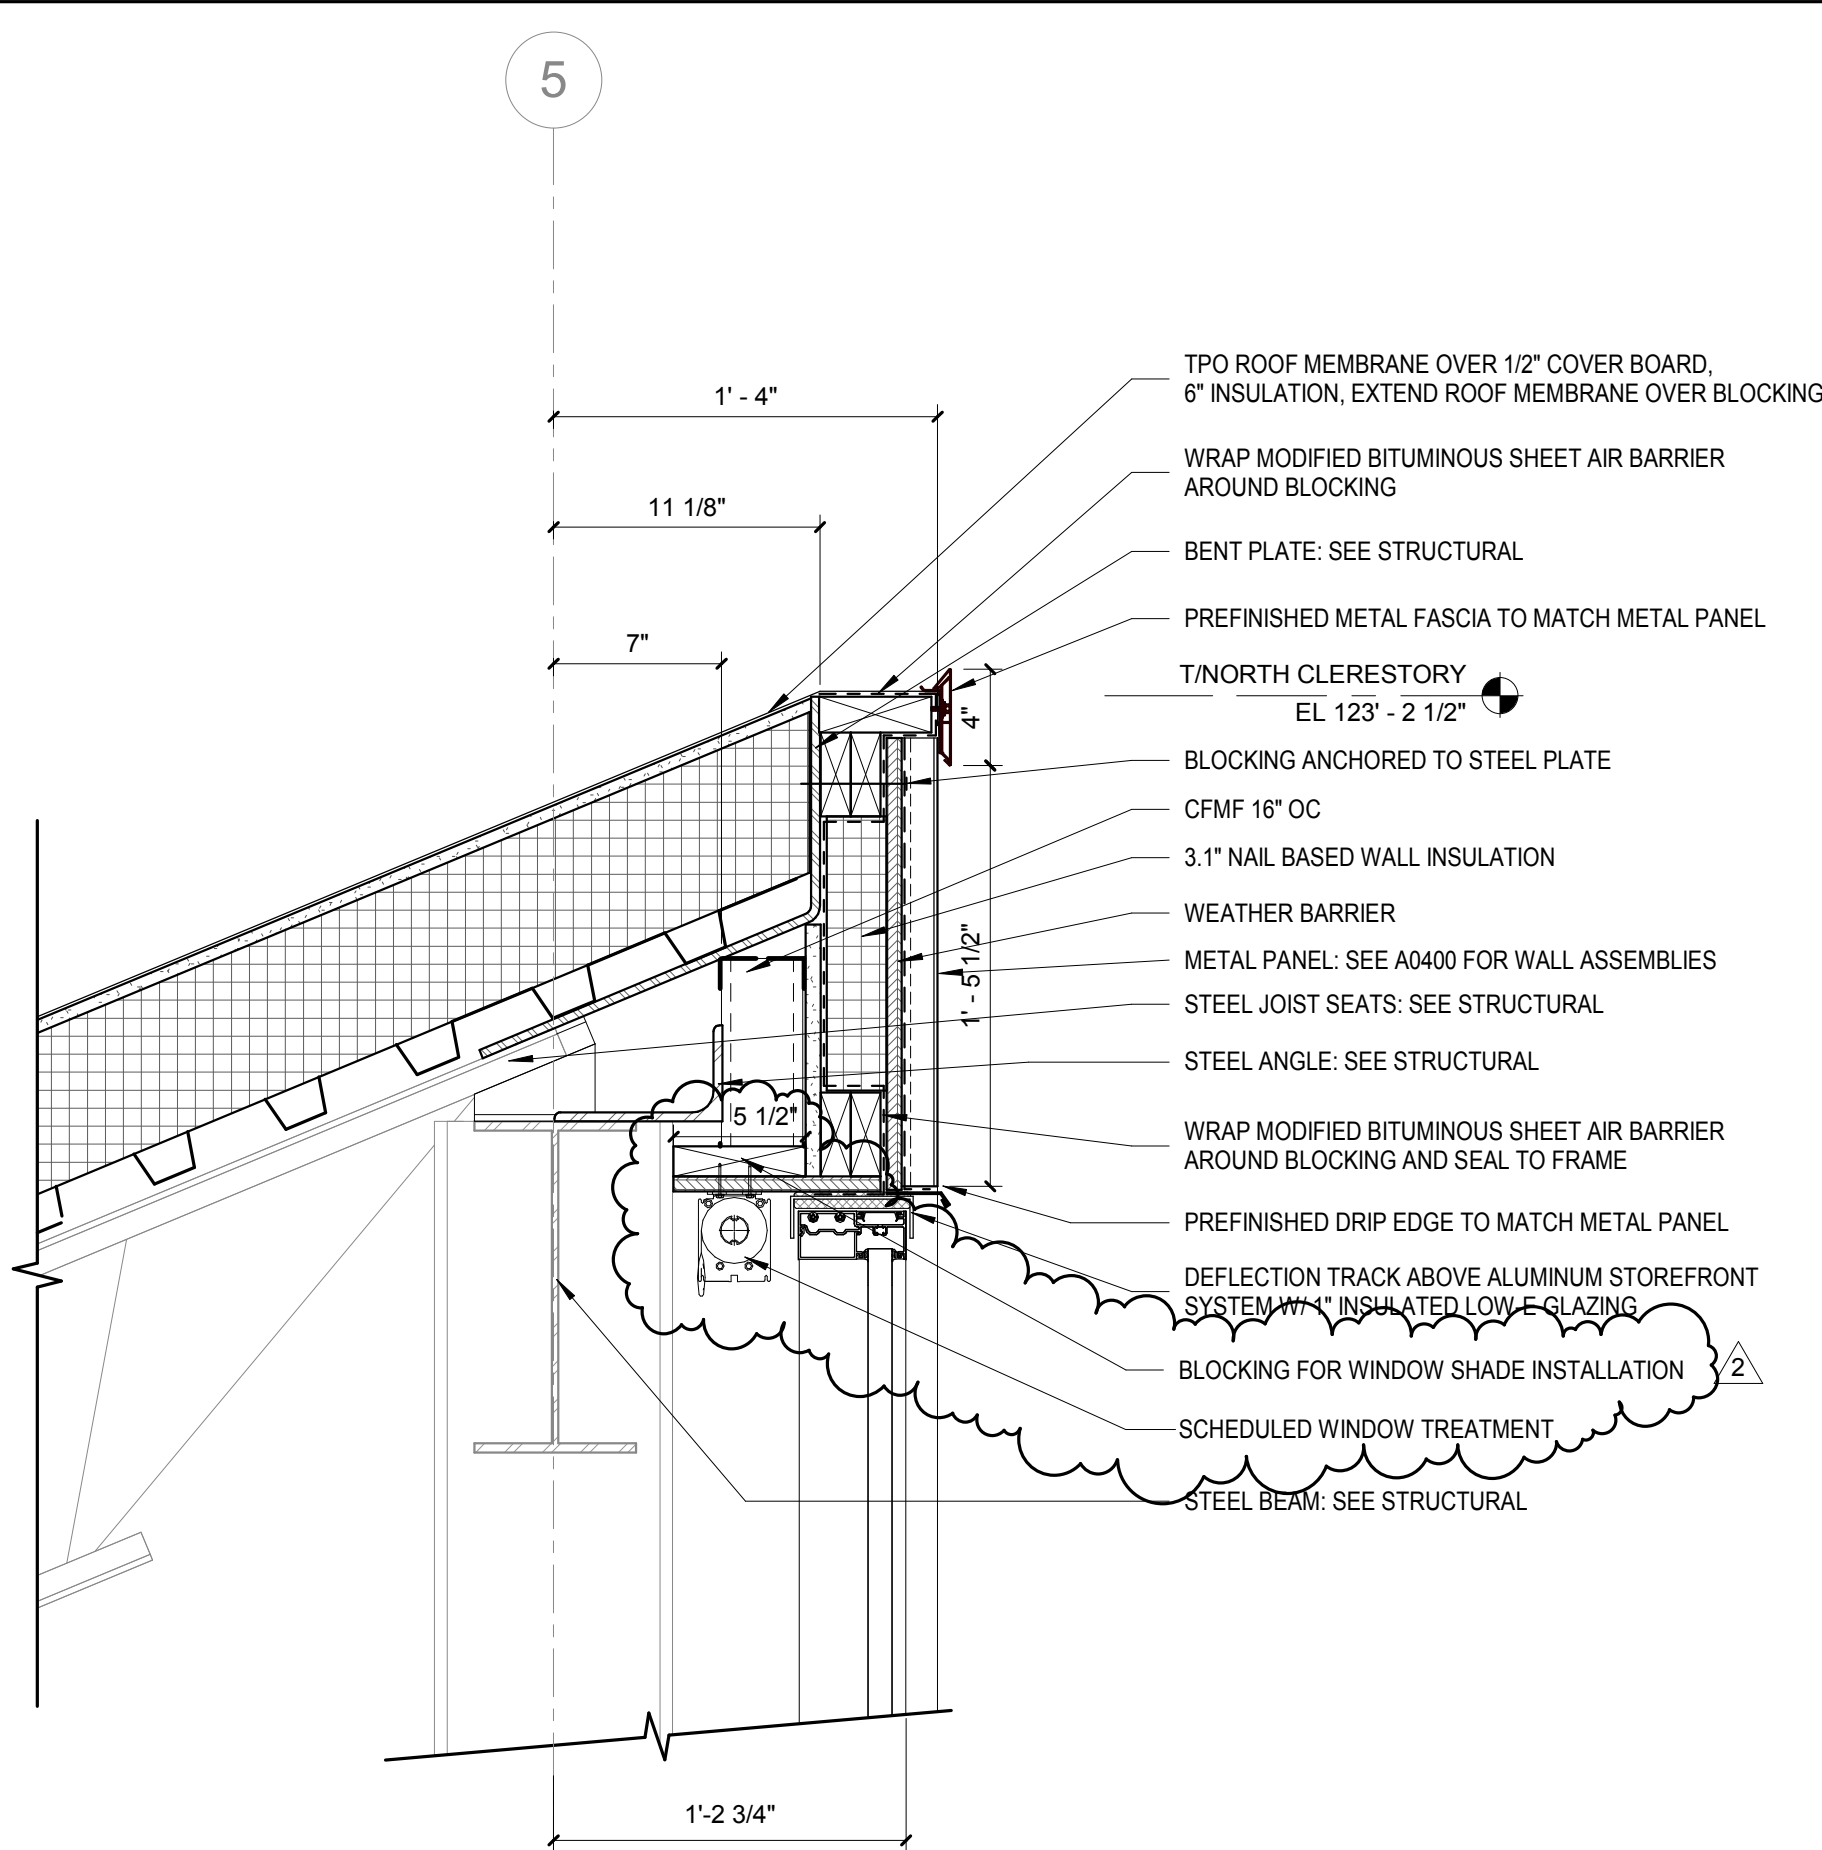 5
1' - 4"
11 1/8"
7"
TPO ROOF MEMBRANE OVER 1/2" COVER BOARD,
6" INSULATION, EXTEND ROOF MEMBRANE OVER BLOCKING
WRAP MODIFIED BITUMINOUS SHEET AIR BARRIER
AROUND BLOCKING
BENT PLATE: SEE STRUCTURAL
PREFINISHED METAL FASCIA TO MATCH METAL PANEL
T/NORTH CLERESTORY
EL 123' - 2 1/2"
4"
BLOCKING ANCHORED TO STEEL PLATE
CFMF 16" OC
3.1" NAIL BASED WALL INSULATION
WEATHER BARRIER
METAL PANEL: SEE A0400 FOR WALL ASSEMBLIES
1' - 5 1/2"
STEEL JOIST SEATS: SEE STRUCTURAL
STEEL ANGLE: SEE STRUCTURAL
5 1/2"
WRAP MODIFIED BITUMINOUS SHEET AIR BARRIER
AROUND BLOCKING AND SEAL TO FRAME
PREFINISHED DRIP EDGE TO MATCH METAL PANEL
DEFLECTION TRACK ABOVE ALUMINUM STOREFRONT
SYSTEM W/ 1" INSULATED LOW-E GLAZING
BLOCKING FOR WINDOW SHADE INSTALLATION
2
SCHEDULED WINDOW TREATMENT
STEEL BEAM: SEE STRUCTURAL
1'-2 3/4"